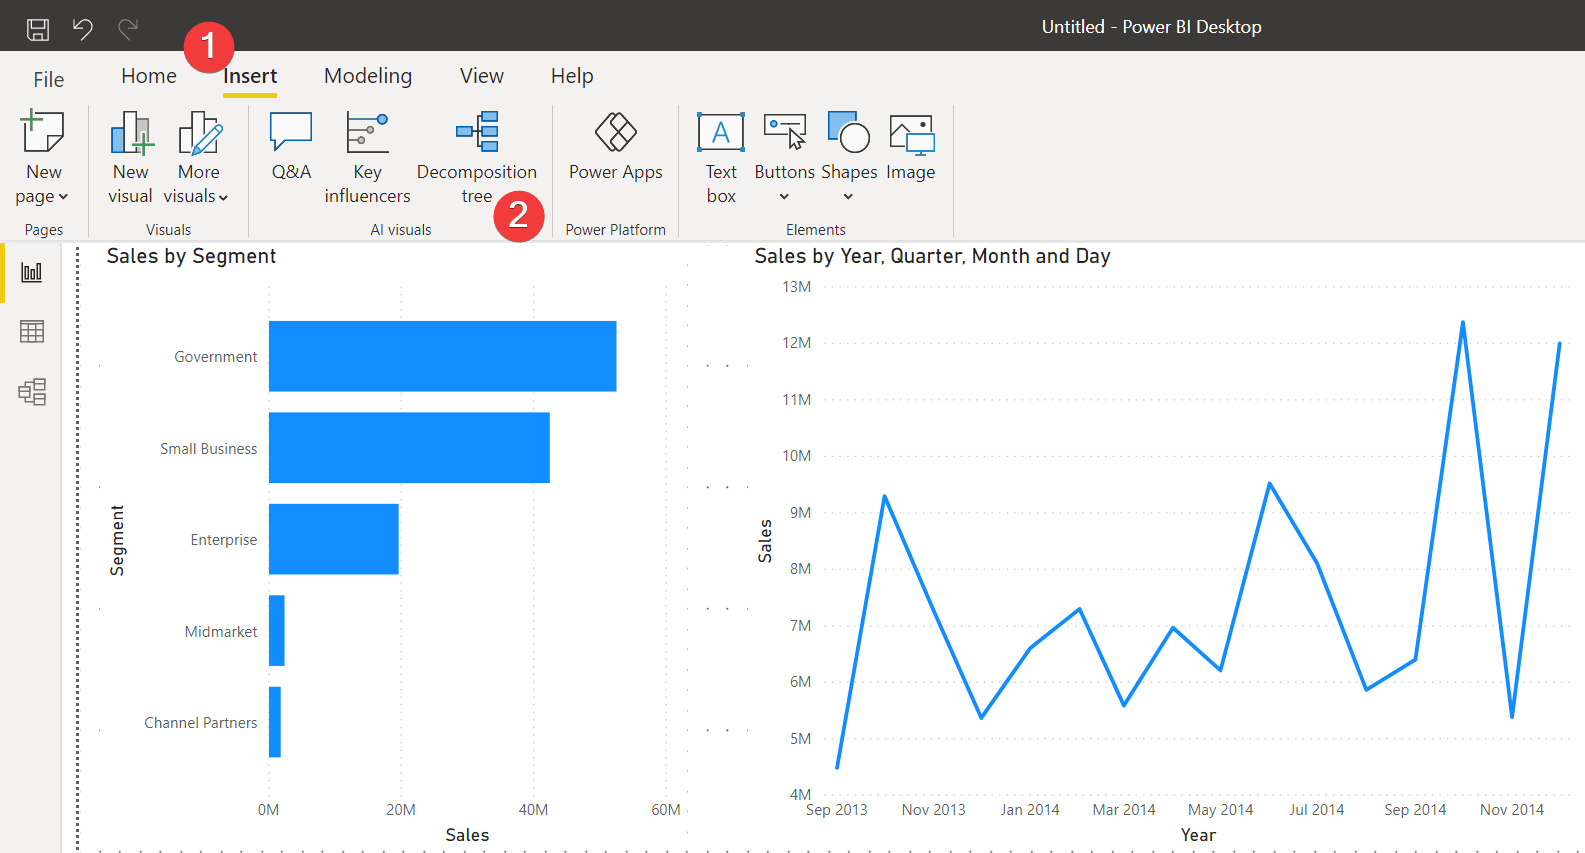 Untitled - Power BI Desktop
1
File
Home
Insert
Modeling
View
Help
New
page
New
visual
More
visuals
Q&A
Key
influencers
Decomposition
tree
2
Power Apps
A
Text
box
Buttons
Shapes
Image
Pages
Visuals
AI visuals
Power Platform
Elements
Sales by Segment
Segment
Government
Small Business
Enterprise
Midmarket
Channel Partners
0M
20M
40M
60M
Sales
Sales by Year, Quarter, Month and Day
Sales
13M
12M
11M
10M
9M
8M
7M
6M
5M
4M
Sep 2013
Nov 2013
Jan 2014
Mar 2014
May 2014
Jul 2014
Sep 2014
Nov 2014
Year